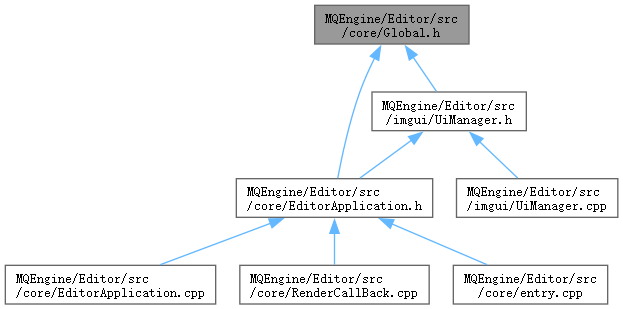 MQEngine/Editor/src
/core/Global.h
MQEngine/Editor/src
/imgui/UiManager.h
MQEngine/Editor/src
/core/EditorApplication.h
MQEngine/Editor/src
/imgui/UiManager.cpp
MQEngine/Editor/src
/core/EditorApplication.cpp
MQEngine/Editor/src
/core/RenderCallBack.cpp
MQEngine/Editor/src
/core/entry.cpp